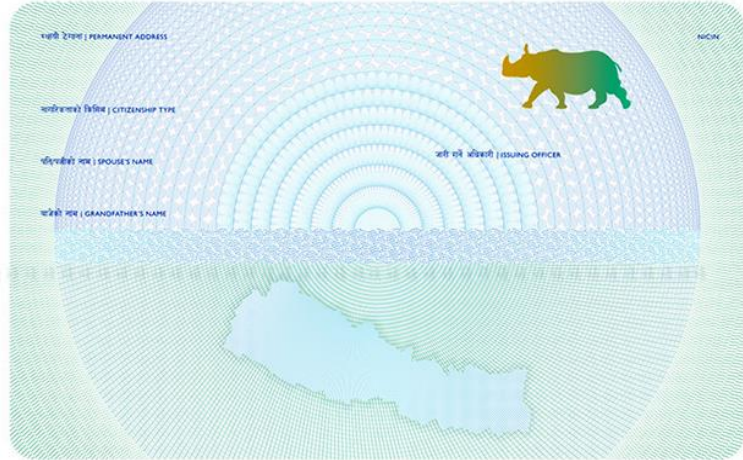 स्थायी ठेगाना | PERMANENT ADDRESS
NICIN
नागरिकताको किसिम | CITIZENSHIP TYPE
पति/पत्नीको नाम | SPOUSE'S NAME
जारी गर्ने अधिकारी | ISSUING OFFICER
बाजेको नाम | GRANDFATHER'S NAME